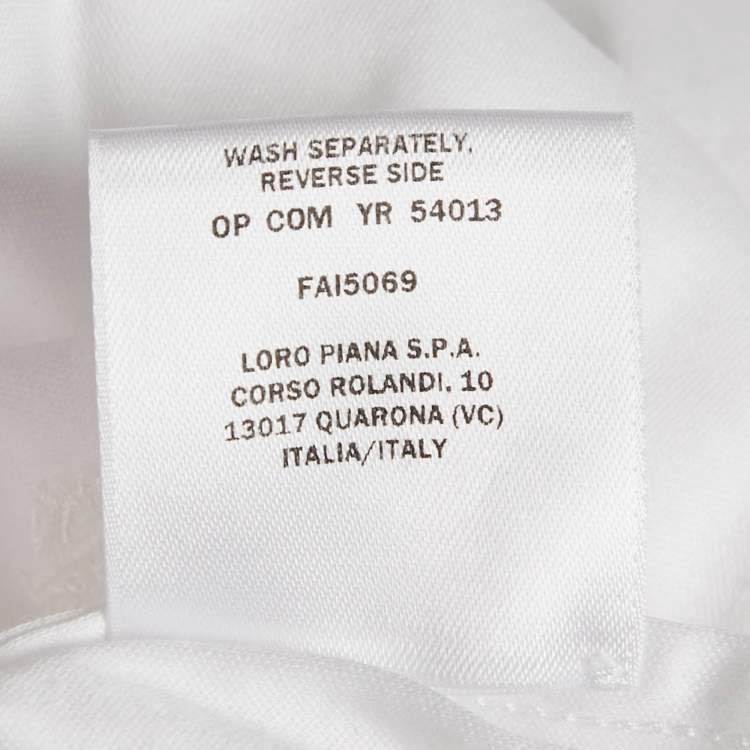 WASH SEPARATELY,
REVERSE SIDE
OP COM YR 54013
FAI5069
LORO PIANA S.P.A.
CORSO ROLANDI, 10
13017 QUARONA (VC)
ITALIA/ITALY